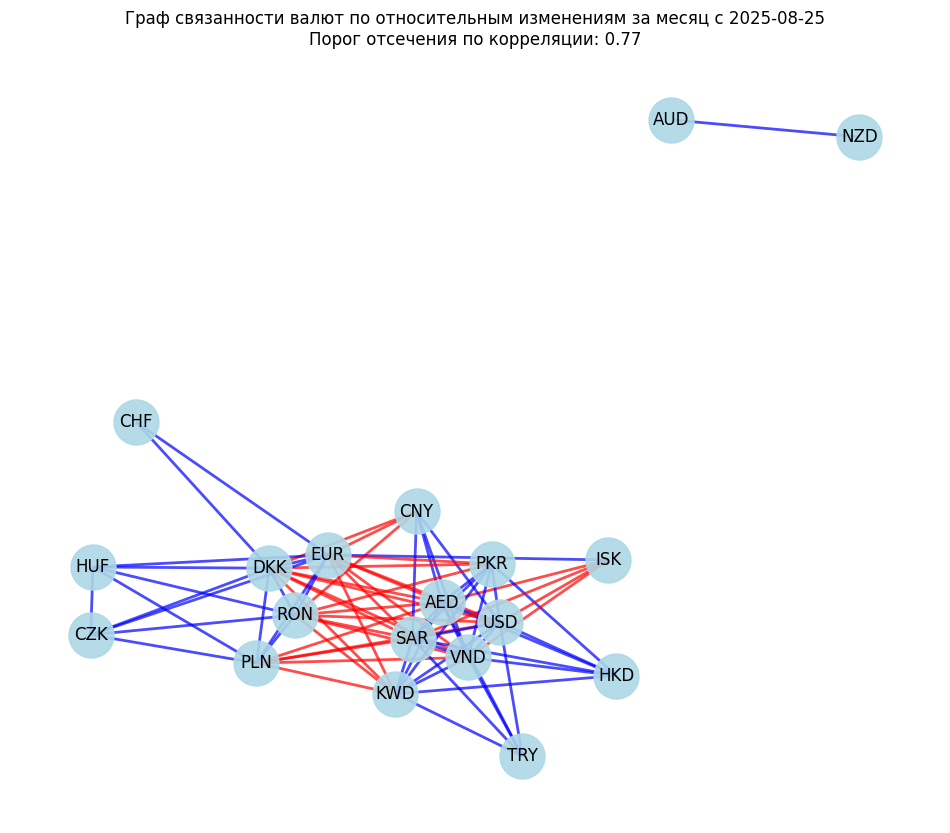 Граф связанности валют по относительным изменениям за месяц с 2025-08-25
Порог отсечения по корреляции: 0.77
AUD
NZD
CHF
CNY
EUR
ISK
PKR
HUF
DKK
AED
RON
USD
CZK
SAR
VND
PLN
HKD
KWD
TRY